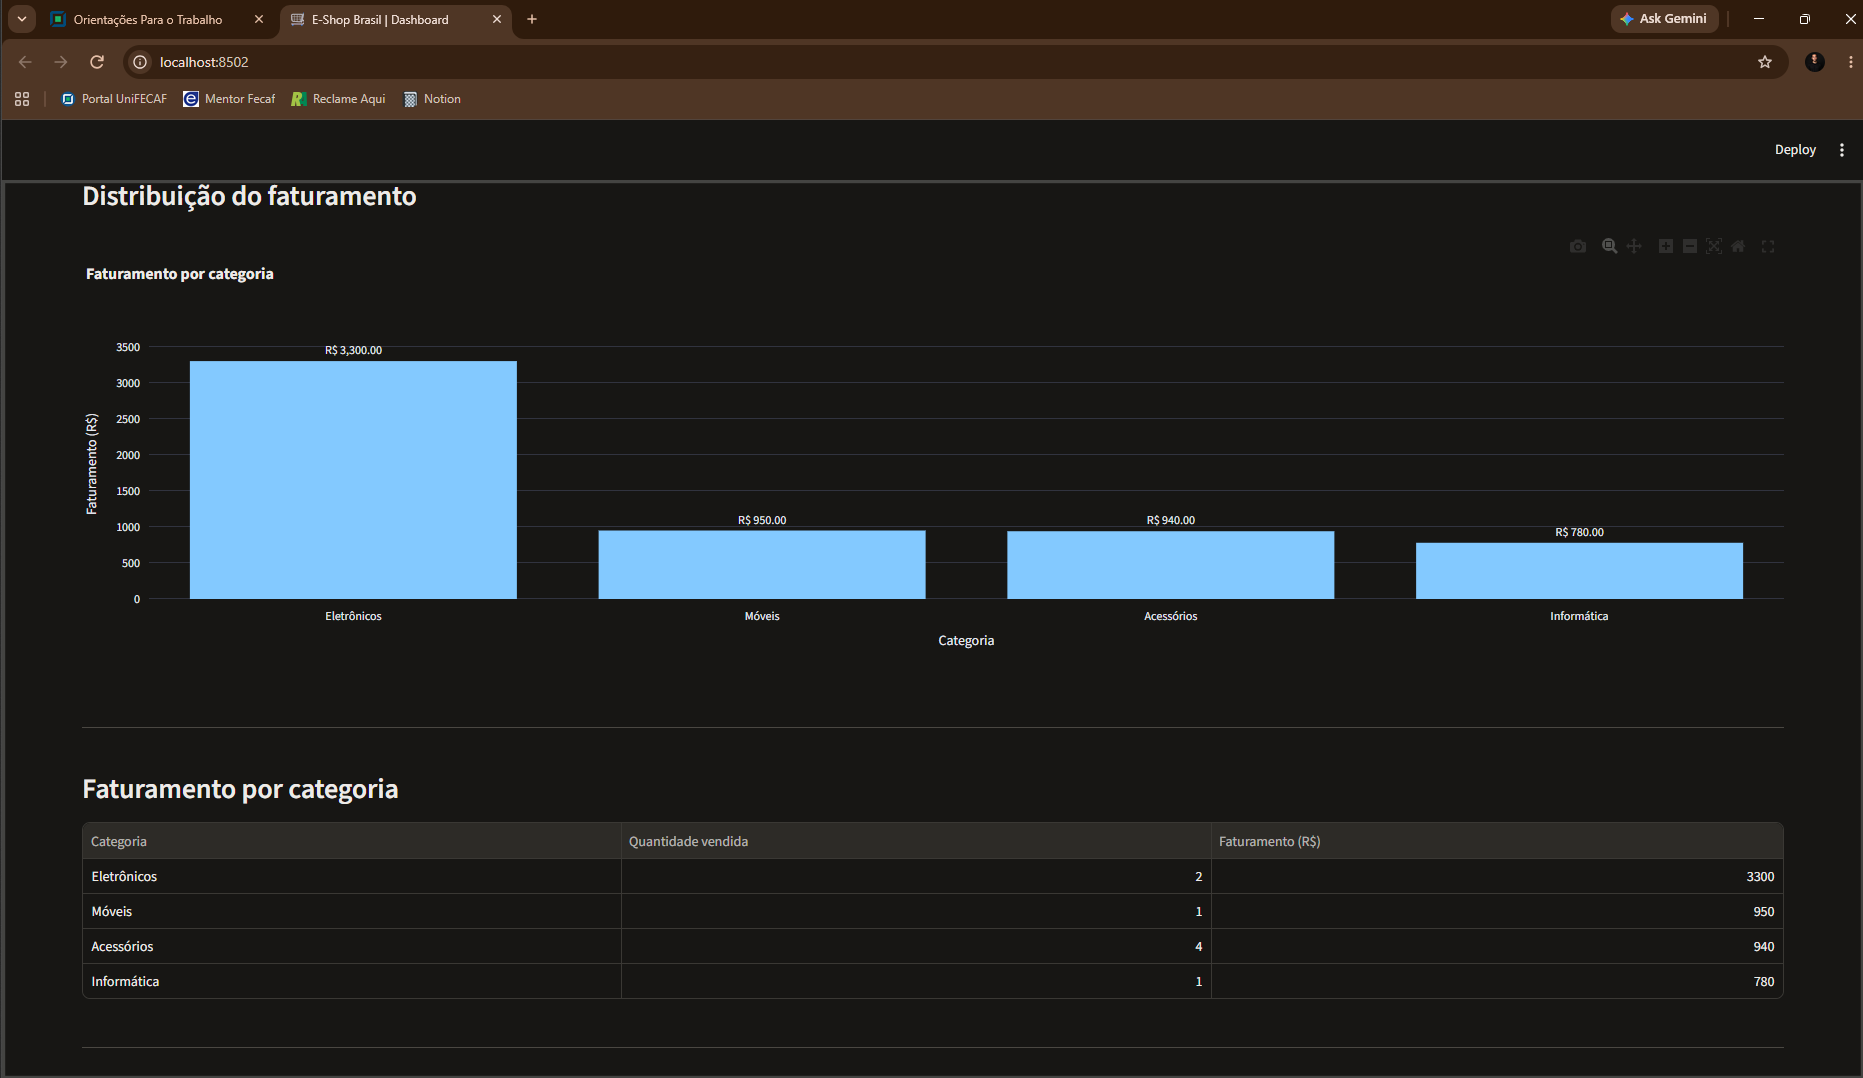 Orientações Para o Trabalho
E-Shop Brasil | Dashboard
Ask Gemini
localhost:8502
Portal UniFECAF
Mentor Fecaf
Reclame Aqui
Notion
Deploy
Distribuição do faturamento
Faturamento por categoria
3500
3000
2500
2000
1500
1000
500
0
Faturamento (R$)
R$ 3,300.00
R$ 950.00
R$ 940.00
R$ 780.00
Eletrônicos
Móveis
Acessórios
Informática
Categoria
Faturamento por categoria
Categoria Quantidade vendida Faturamento (R$)
Eletrônicos 2 3300
Móveis 1 950
Acessórios 4 940
Informática 1 780